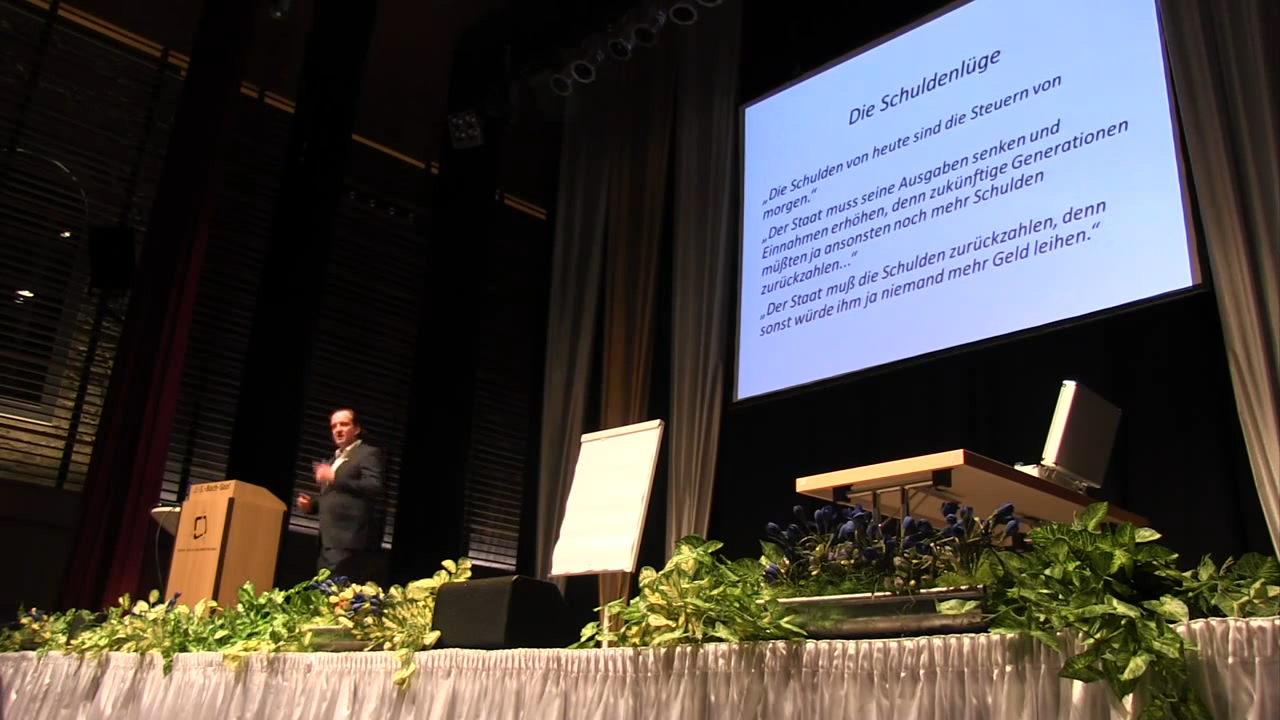 Die Schuldenlüge
„Die Schulden von heute sind die Steuern von
morgen.“
„Der Staat muss seine Ausgaben senken und
Einnahmen erhöhen, denn zukünftige Generationen
müßten ja ansonsten noch mehr Schulden
zurückzahlen...“
„Der Staat muß die Schulden zurückzahlen, denn
sonst würde ihm ja niemand mehr Geld leihen.“
J.-S.-Bach-Saal